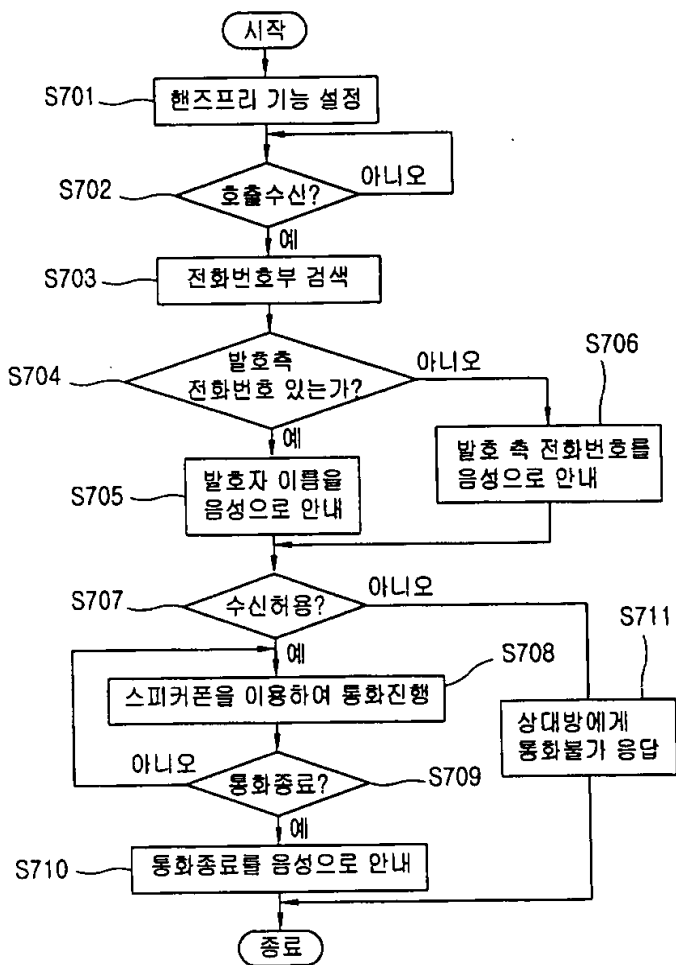 시작
S701
핸즈프리 기능 설정
S702
호출수신?
아니오
예
S703
전화번호부 검색
S704
발호측
전화번호 있는가?
아니오
S706
예
S705
발호자 이름을
음성으로 안내
발호 측 전화번호를
음성으로 안내
S707
수신허용?
아니오
S711
예
S708
스피커폰을 이용하여 통화진행
상대방에게
통화불가 응답
아니오
통화종료?
S709
예
S710
통화종료를 음성으로 안내
종료